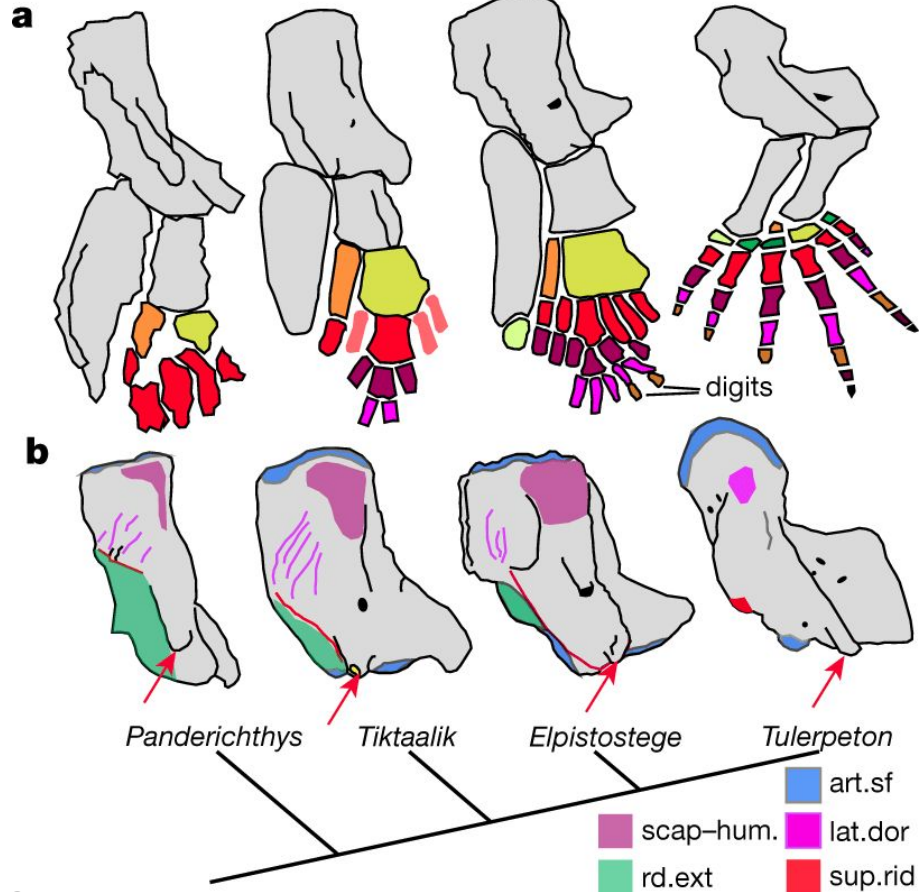 a
digits
b
Panderichthys Tiktaalik Elpistostege Tulerpeton
art.sf
scap–hum. lat.dor
rd.ext sup.rid